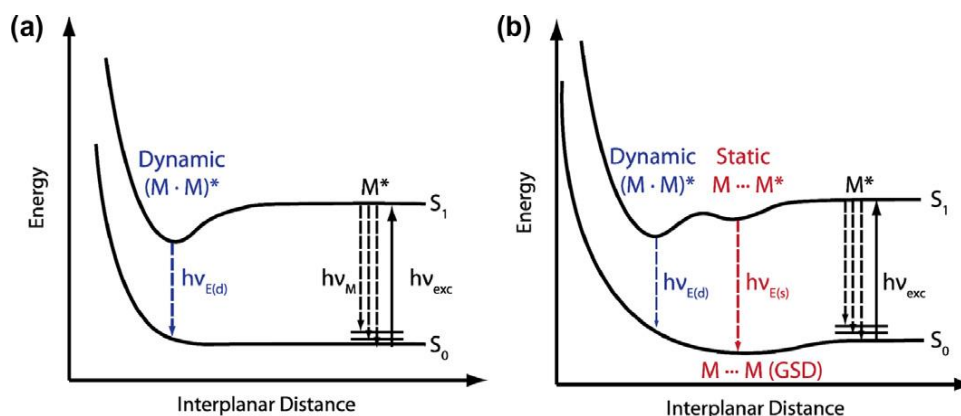 (a)
Energy
Dynamic
(M · M)*
M*
S1
hνE(d)
hνM
hνexc
S0
Interplanar Distance
(b)
Energy
Dynamic
(M · M)*
Static
M ··· M*
M*
S1
hνE(d)
hνE(s)
hνexc
S0
M ··· M (GSD)
Interplanar Distance